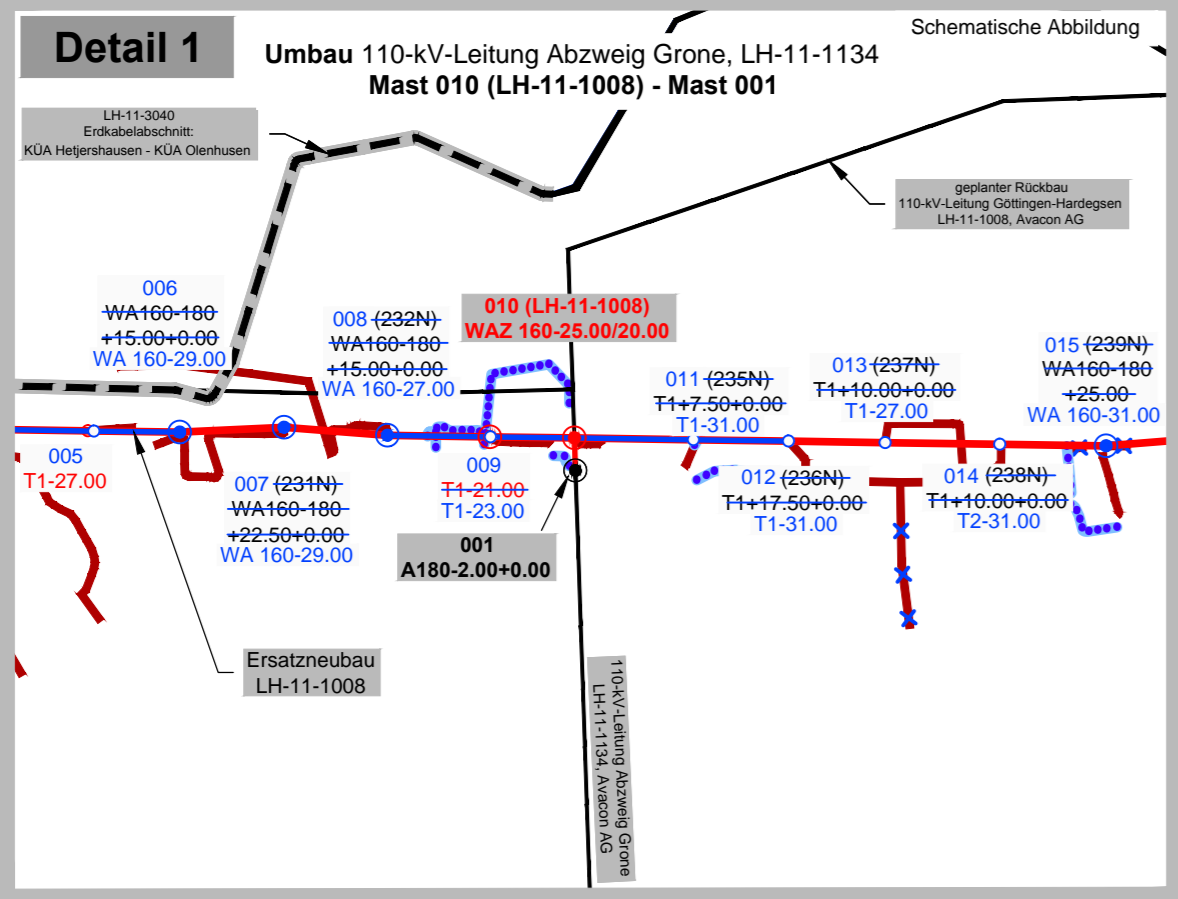 Detail 1
Schematische Abbildung
Umbau 110-kV-Leitung Abzweig Grone, LH-11-1134
Mast 010 (LH-11-1008) - Mast 001
LH-11-3040
Erdkabelabschnitt:
KÜA Hetjershausen - KÜA Olenhusen
geplanter Rückbau
110-kV-Leitung Göttingen-Hardegsen
LH-11-1008, Avacon AG
006
WA160-180
+15.00+0.00
WA 160-29.00
008 (232N)
WA160-180
+15.00+0.00
WA 160-27.00
010 (LH-11-1008)
WAZ 160-25.00/20.00
011 (235N)
T1+7.50+0.00
T1-31.00
013 (237N)
T1+10.00+0.00
T1-27.00
015 (239N)
WA160-180
+25.00
WA 160-31.00
005
T1-27.00
007 (231N)
WA160-180
+22.50+0.00
WA 160-29.00
009
T1-21.00
T1-23.00
012 (236N)
T1+17.50+0.00
T1-31.00
014 (238N)
T1+10.00+0.00
T2-31.00
001
A180-2.00+0.00
Ersatzneubau
LH-11-1008
110-kV-Leitung Abzweig Grone
LH-11-1134, Avacon AG